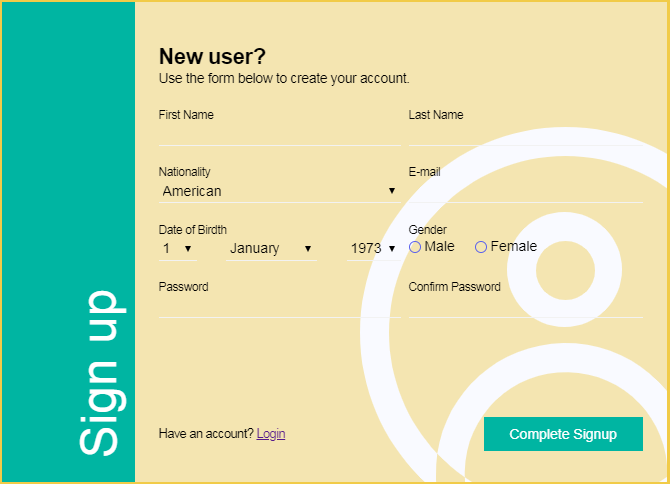 Sign up
New user?
Use the form below to create your account.
First Name
Last Name
Nationality
E-mail
American
Date of Birdth
Gender
1 January 1973
Male Female
Password
Confirm Password
Have an account? Login
Complete Signup